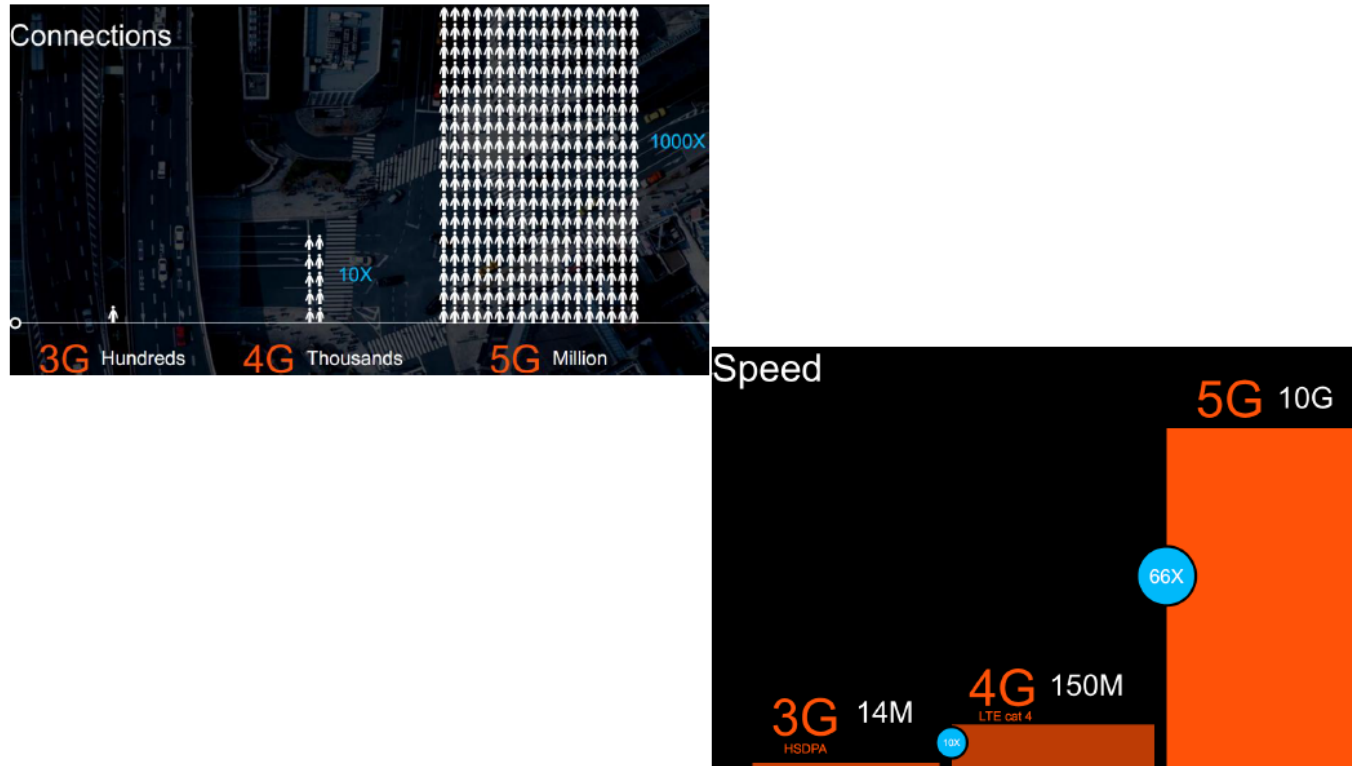 Connections
1000X
10X
3G Hundreds
4G Thousands
5G Million
Speed
5G 10G
66X
4G 150M
LTE cat 4
3G 14M
HSDPA
10X